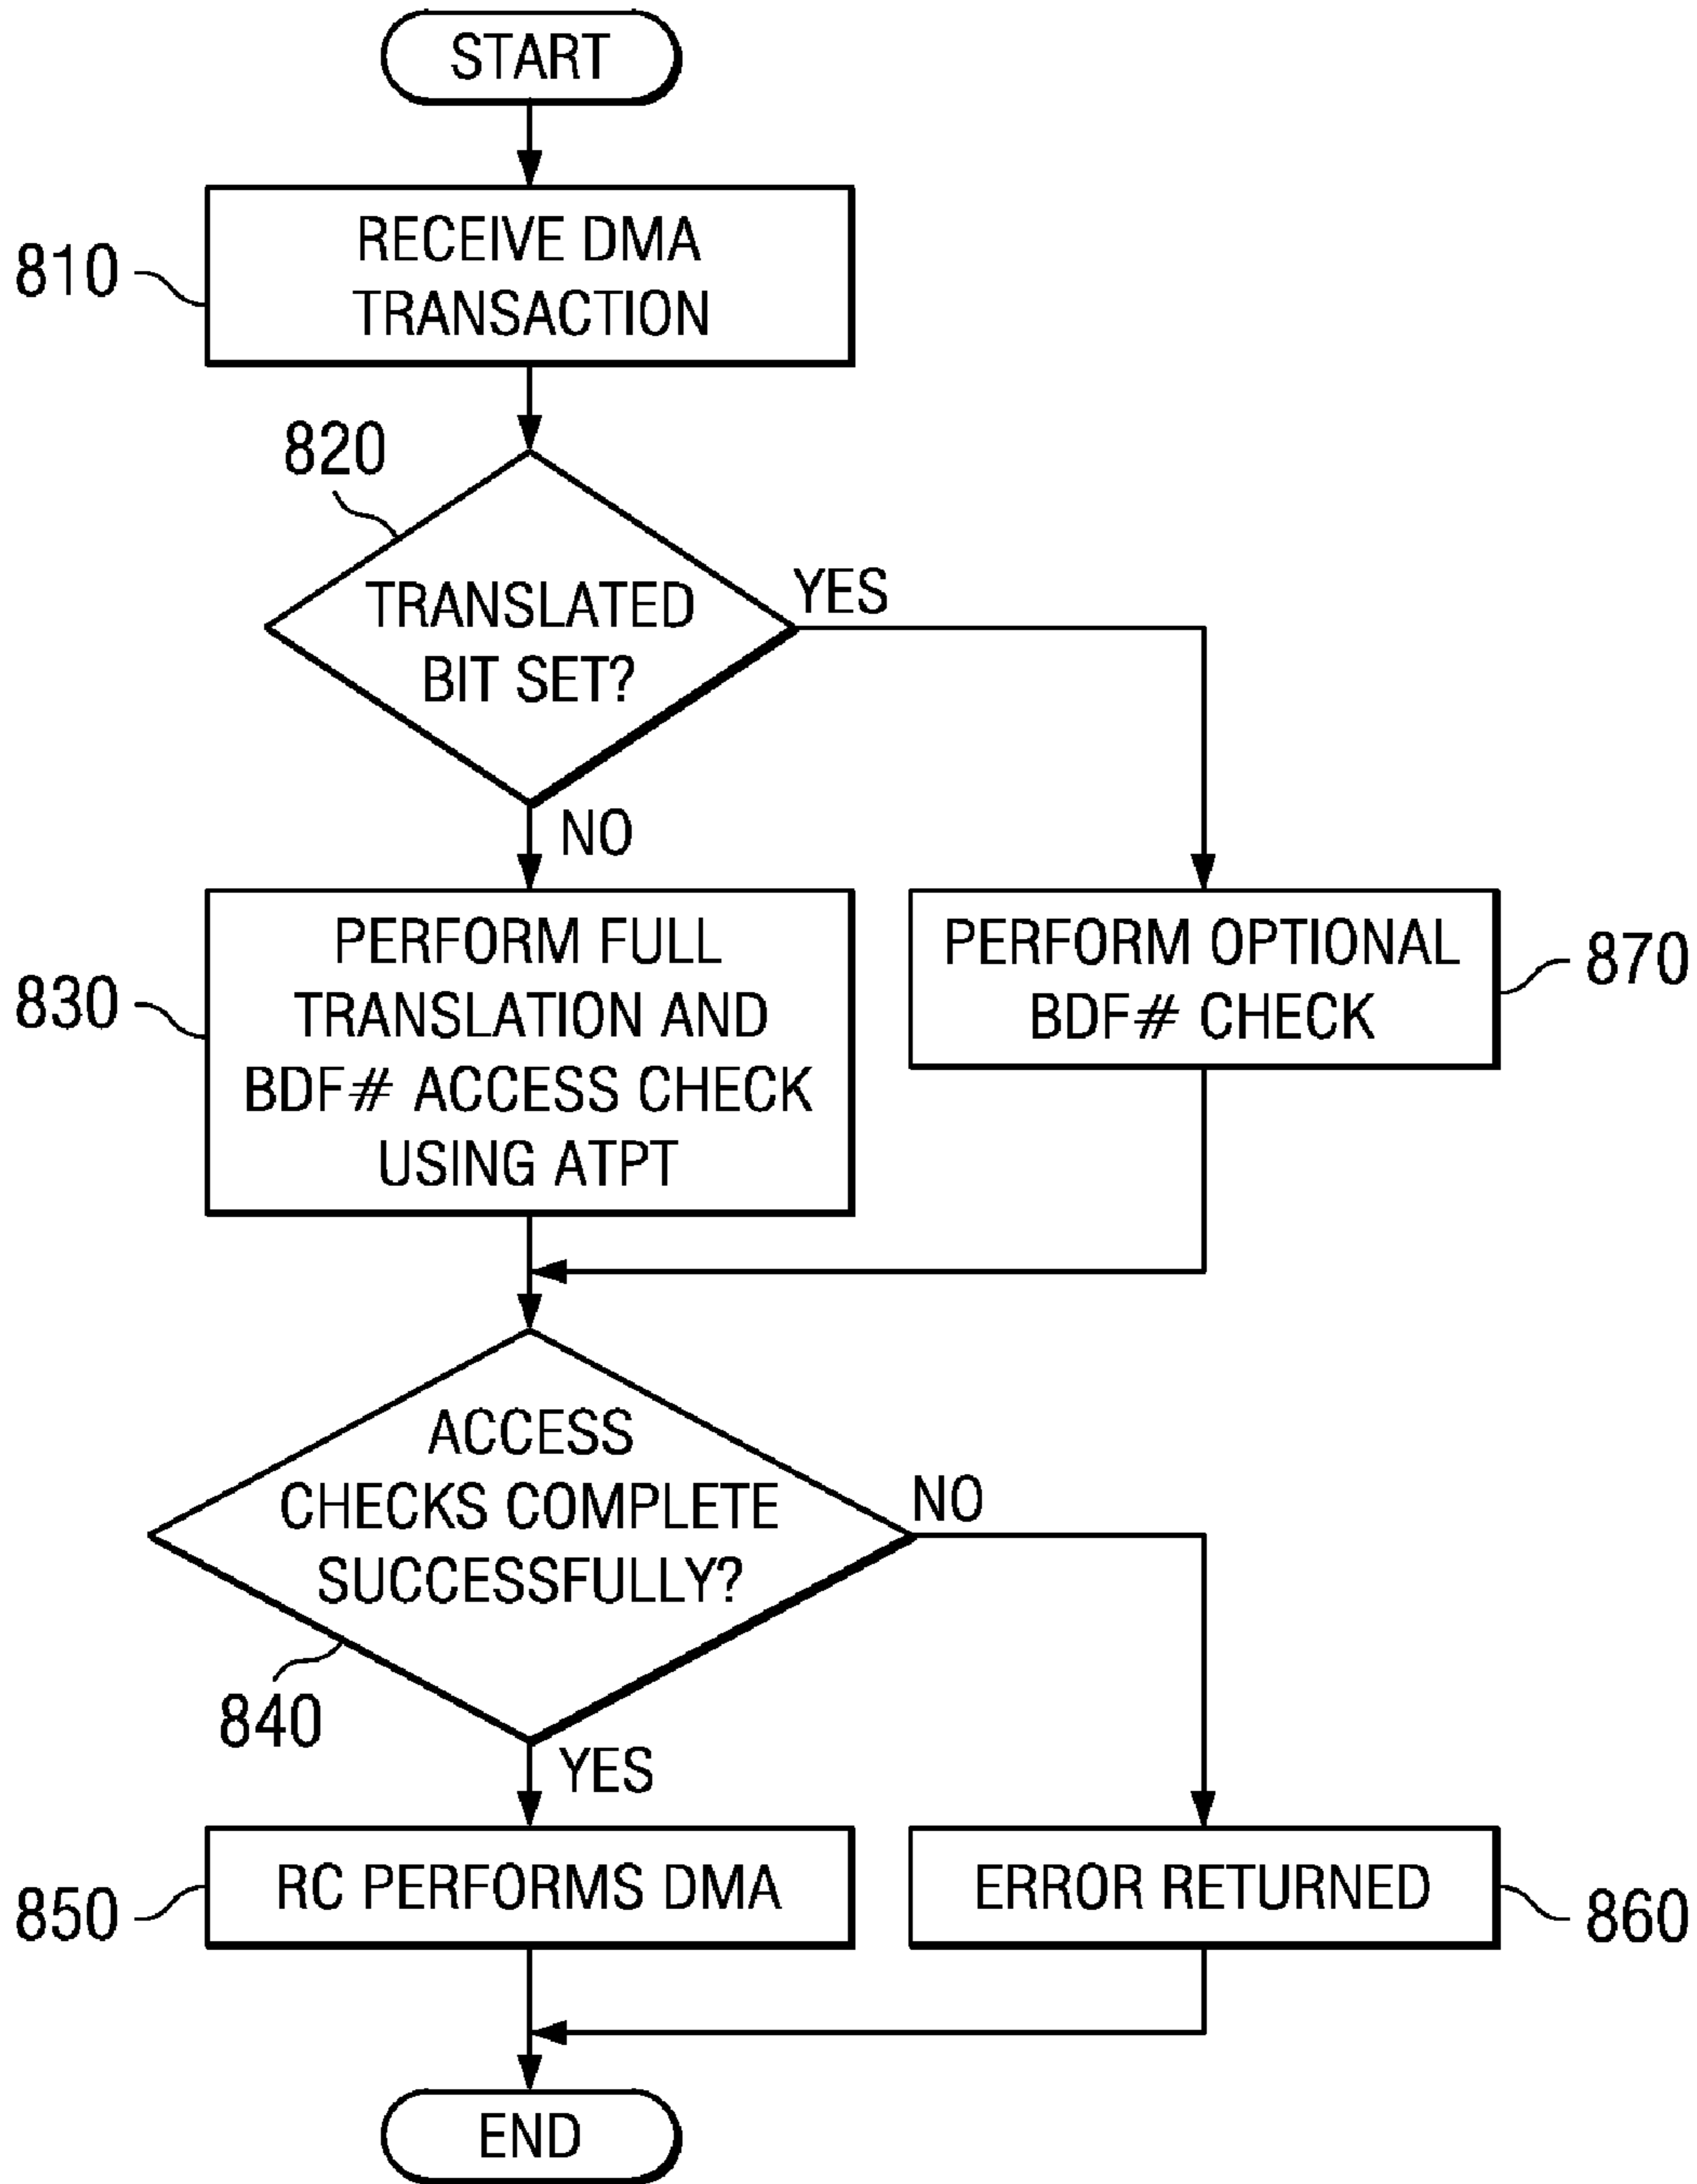 START
810
RECEIVE DMA
TRANSACTION
820
TRANSLATED
BIT SET?
YES
NO
830
PERFORM FULL
TRANSLATION AND
BDF# ACCESS CHECK
USING ATPT
PERFORM OPTIONAL
BDF# CHECK
870
ACCESS
CHECKS COMPLETE
SUCCESSFULLY?
NO
840
YES
850
RC PERFORMS DMA
ERROR RETURNED
860
END